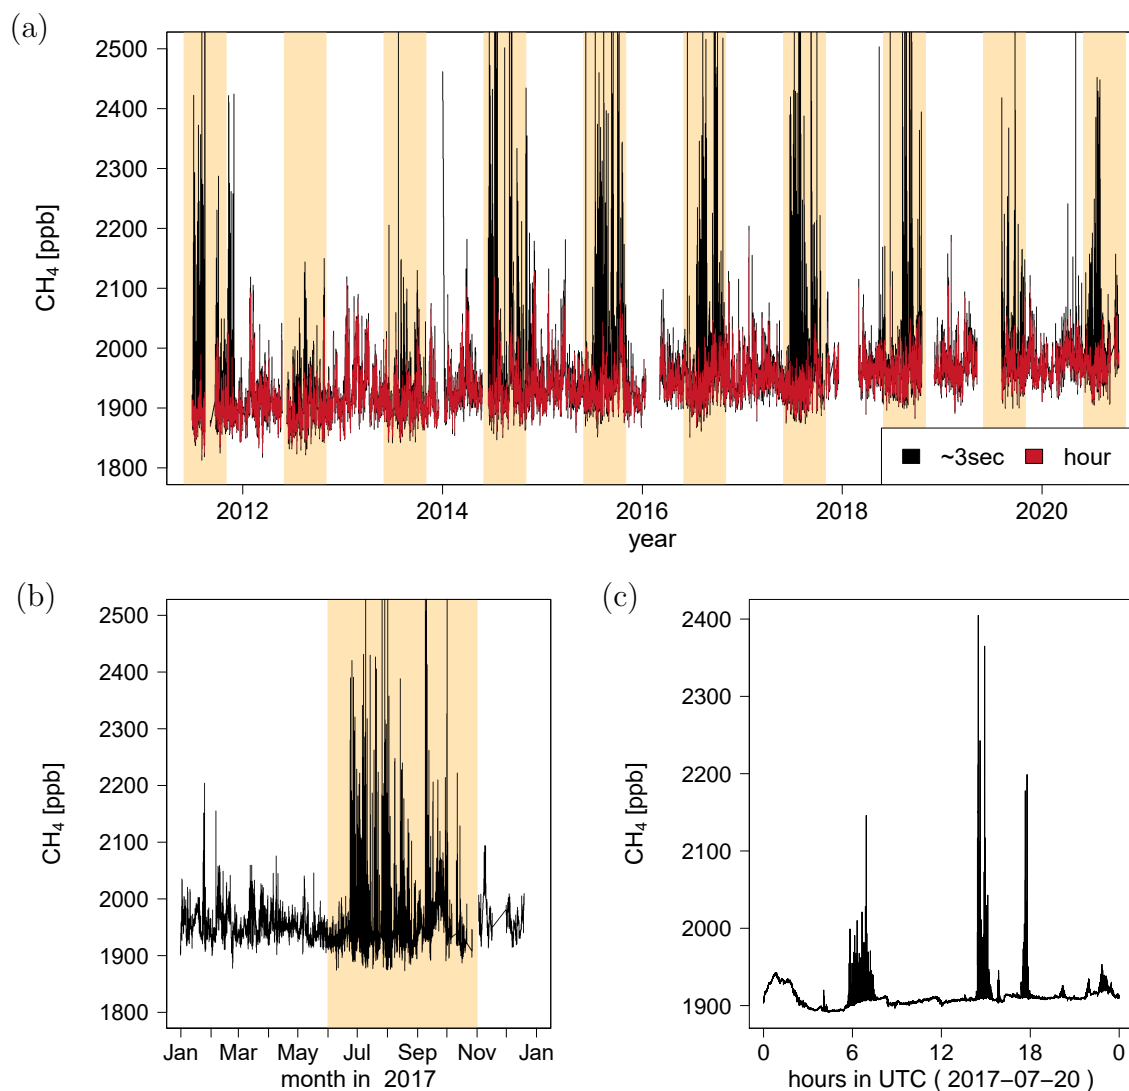 (a)
2500
2400
2300
2200
2100
2000
1900
1800
CH₄ [ppb]
~3sec hour
2012 2014 2016 2018 2020
year
(b)
2500
2400
2300
2200
2100
2000
1900
1800
CH₄ [ppb]
Jan Mar May Jul Sep Nov Jan
month in 2017
(c)
2400
2300
2200
2100
2000
1900
CH₄ [ppb]
0 6 12 18 0
hours in UTC ( 2017−07−20 )